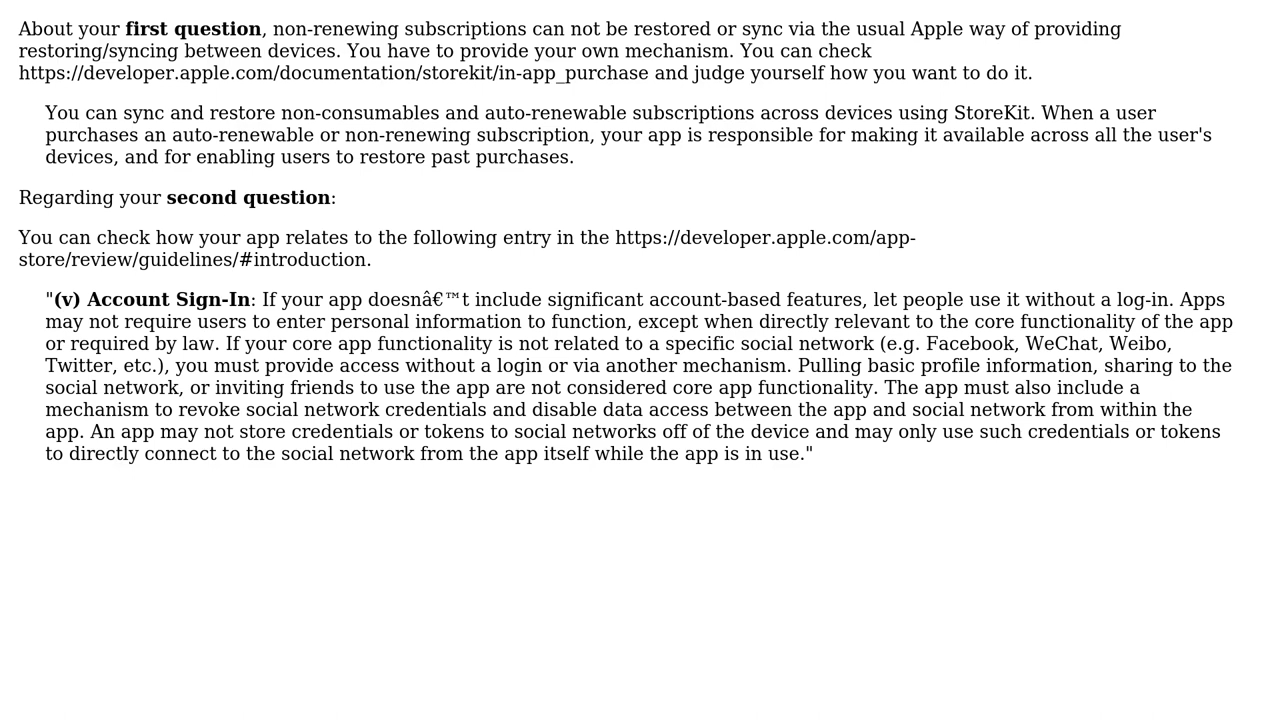 About your first question, non-renewing subscriptions can not be restored or sync via the usual Apple way of providing
restoring/syncing between devices. You have to provide your own mechanism. You can check
https://developer.apple.com/documentation/storekit/in-app_purchase and judge yourself how you want to do it.
You can sync and restore non-consumables and auto-renewable subscriptions across devices using StoreKit. When a user
purchases an auto-renewable or non-renewing subscription, your app is responsible for making it available across all the user's
devices, and for enabling users to restore past purchases.
Regarding your second question:
You can check how your app relates to the following entry in the https://developer.apple.com/app-
store/review/guidelines/#introduction.
"(v) Account Sign-In: If your app doesnâ€™t include significant account-based features, let people use it without a log-in. Apps
may not require users to enter personal information to function, except when directly relevant to the core functionality of the app
or required by law. If your core app functionality is not related to a specific social network (e.g. Facebook, WeChat, Weibo,
Twitter, etc.), you must provide access without a login or via another mechanism. Pulling basic profile information, sharing to the
social network, or inviting friends to use the app are not considered core app functionality. The app must also include a
mechanism to revoke social network credentials and disable data access between the app and social network from within the
app. An app may not store credentials or tokens to social networks off of the device and may only use such credentials or tokens
to directly connect to the social network from the app itself while the app is in use."